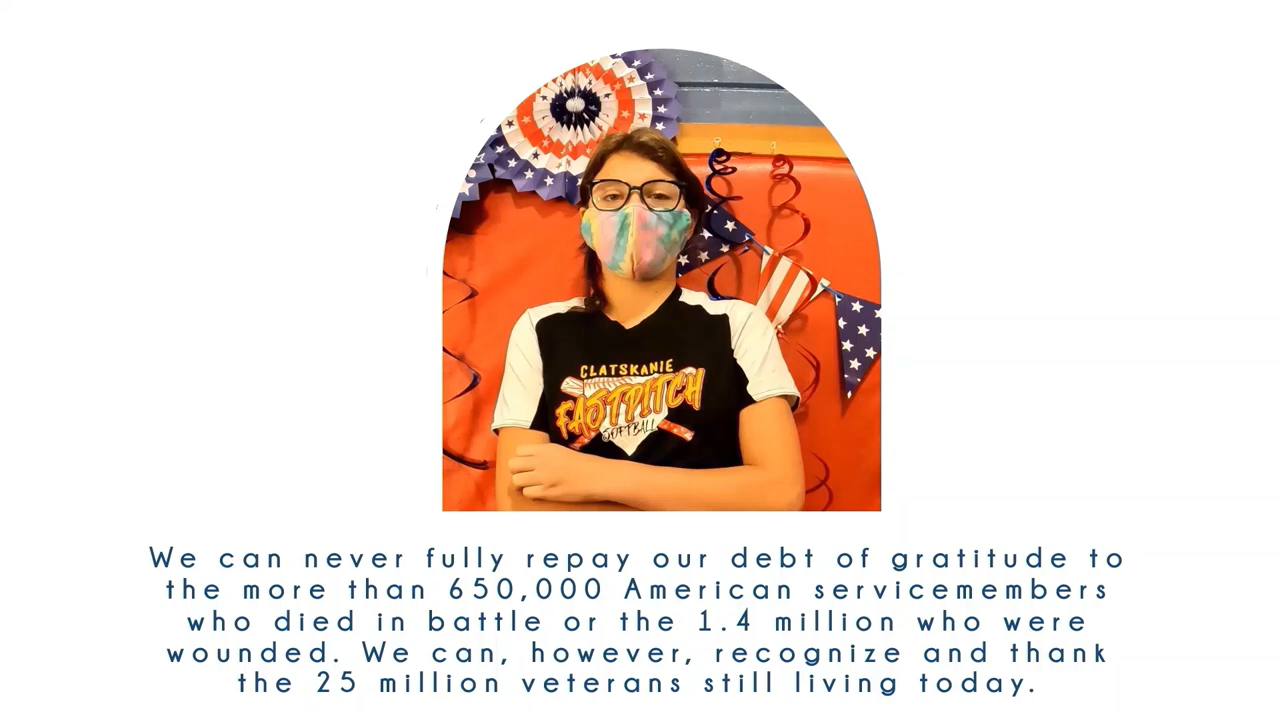 CLATSKANIE
FASTPITCH
SOFTBALL
We can never fully repay our debt of gratitude to
the more than 650,000 American servicemembers
who died in battle or the 1.4 million who were
wounded. We can, however, recognize and thank
the 25 million veterans still living today.